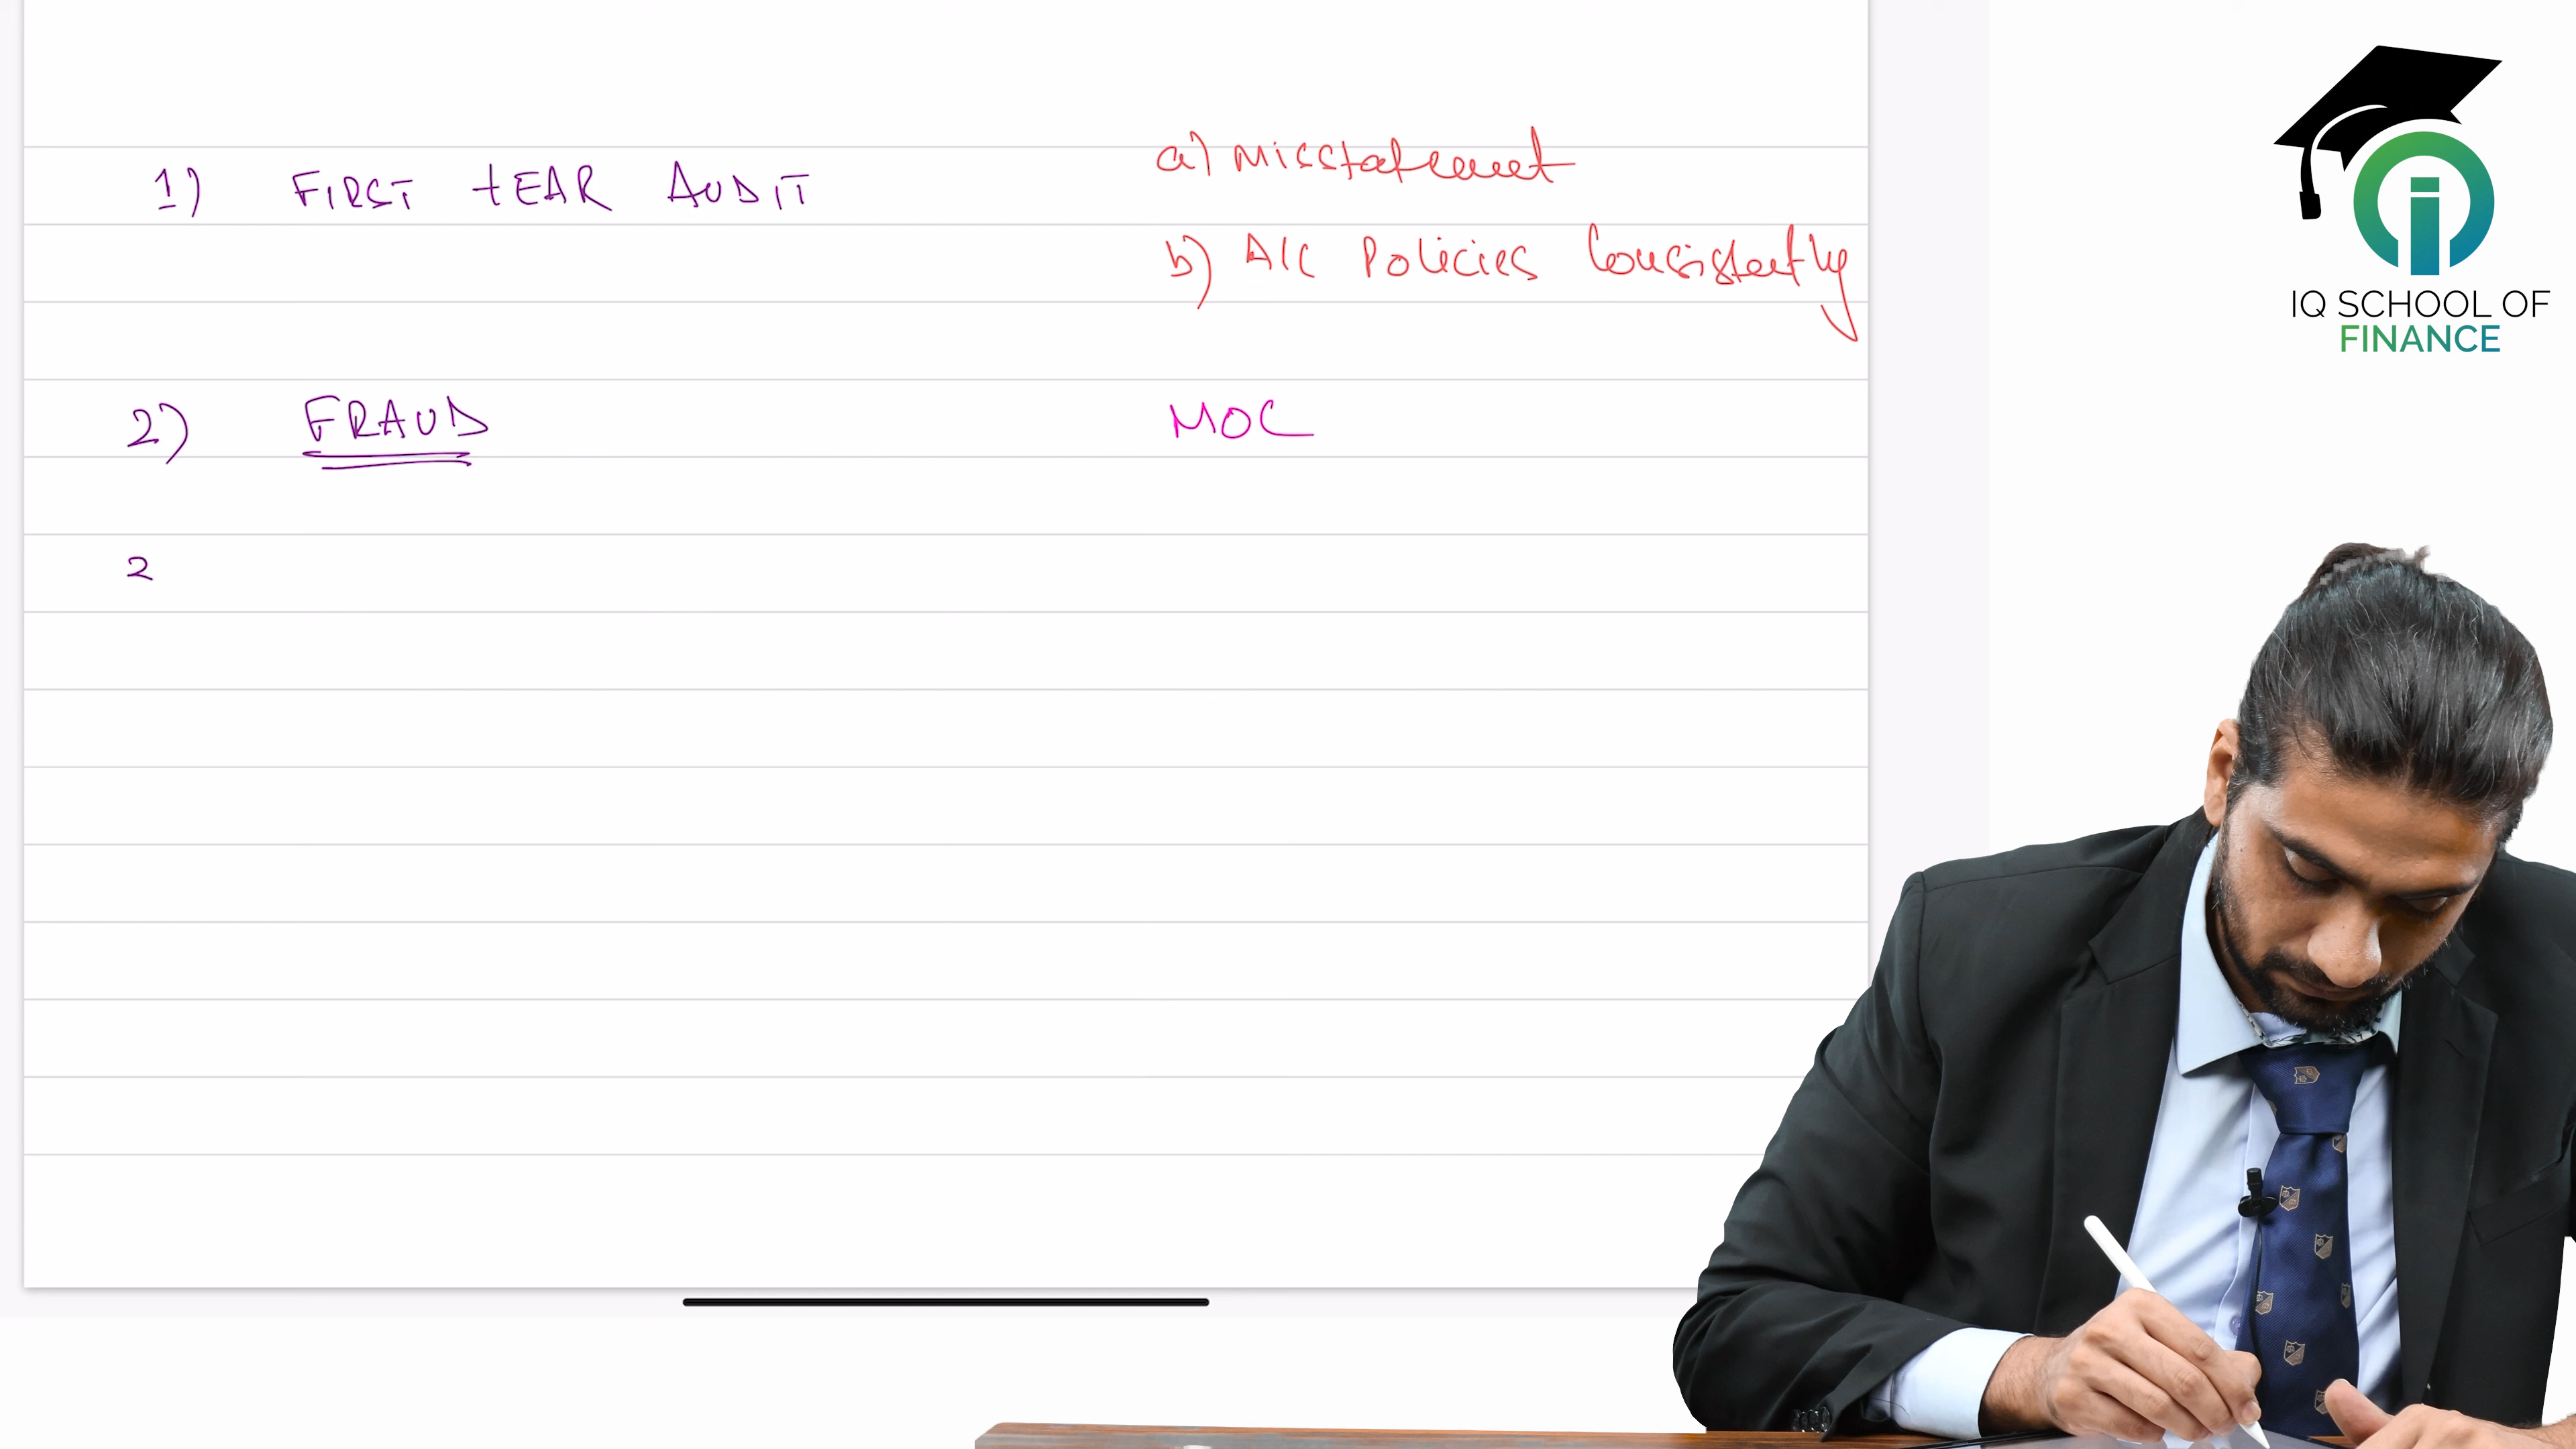 1) FIRST YEAR AUDIT
a) Misstatement
b) A/C Policies Consistently
2) FRAUD
MOC
2
IQ SCHOOL OF
FINANCE